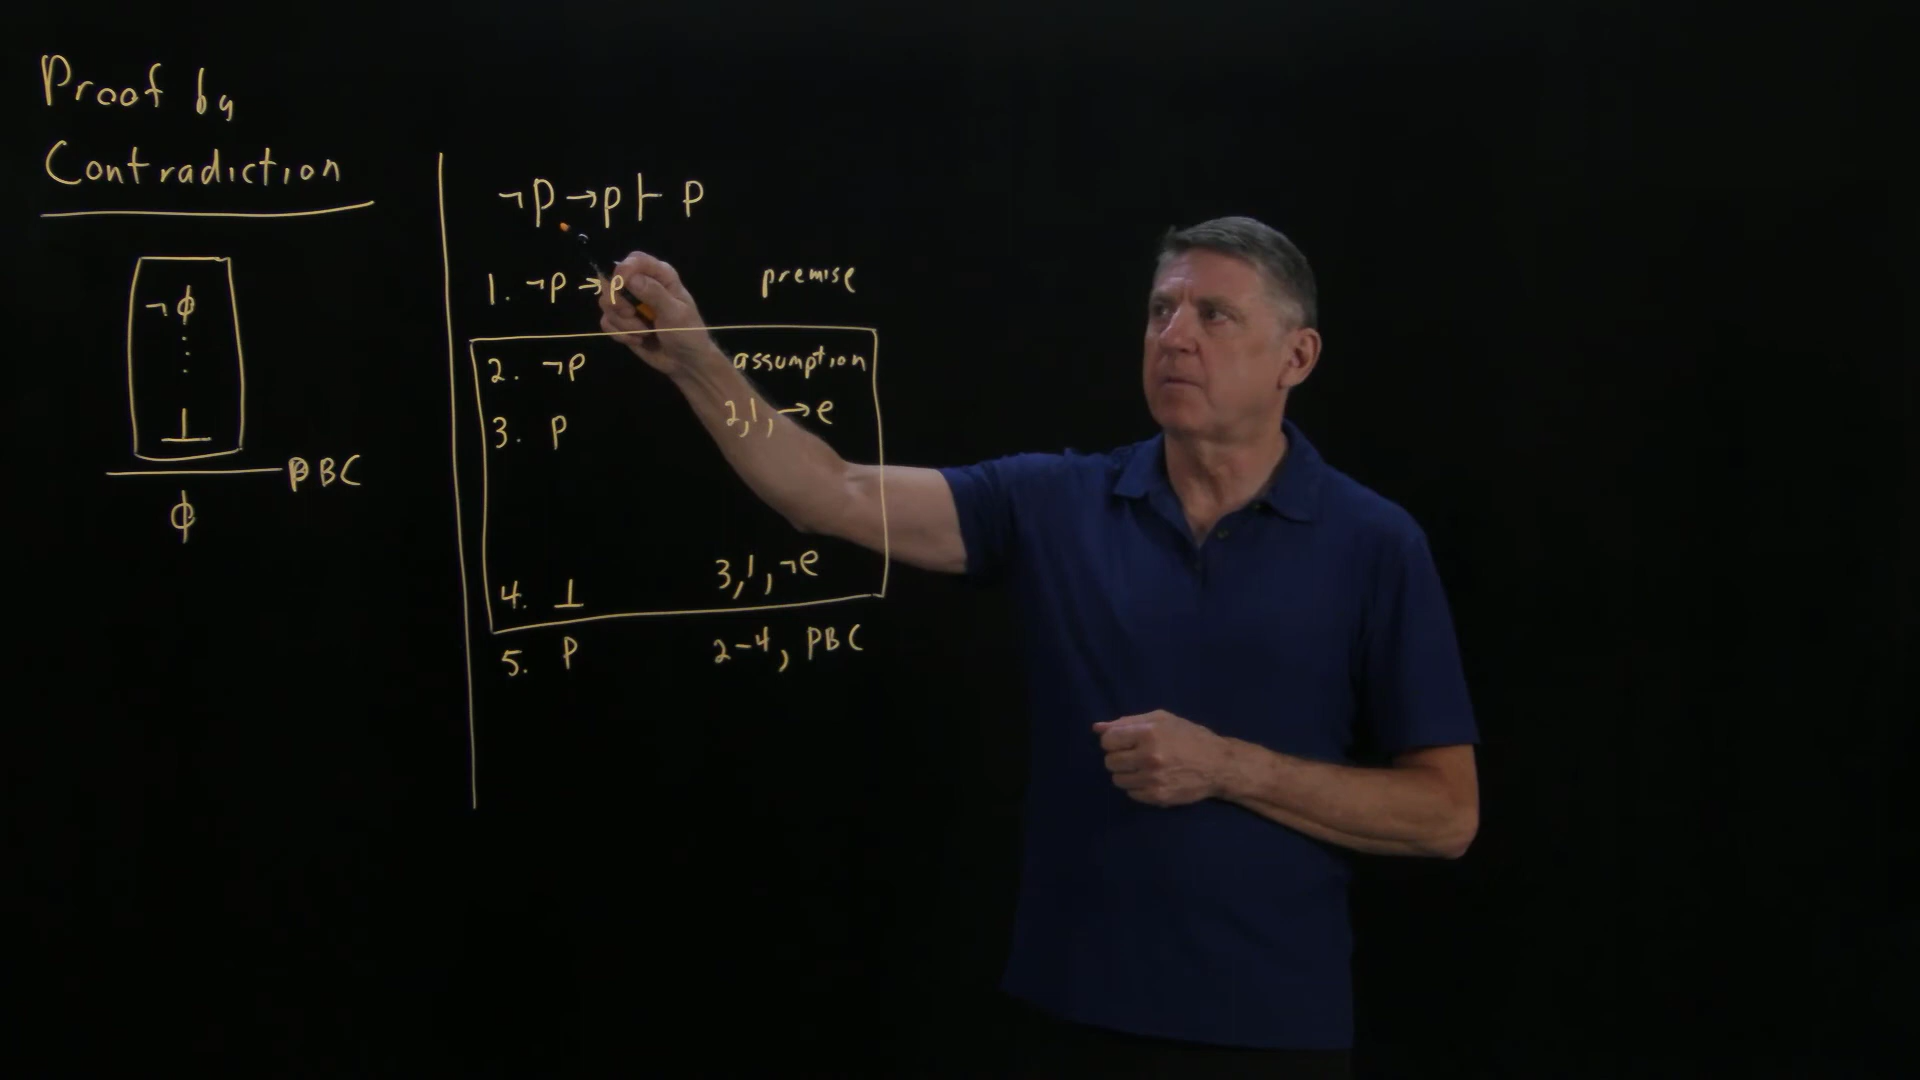 Proof by
Contradiction
¬ϕ
⋮
⊥
PBC
ϕ
¬p → p ⊢ p
1. ¬p → p premise
2. ¬p assumption
3. p 2,1, → e
4. ⊥ 3,1, ¬e
5. p 2-4, PBC